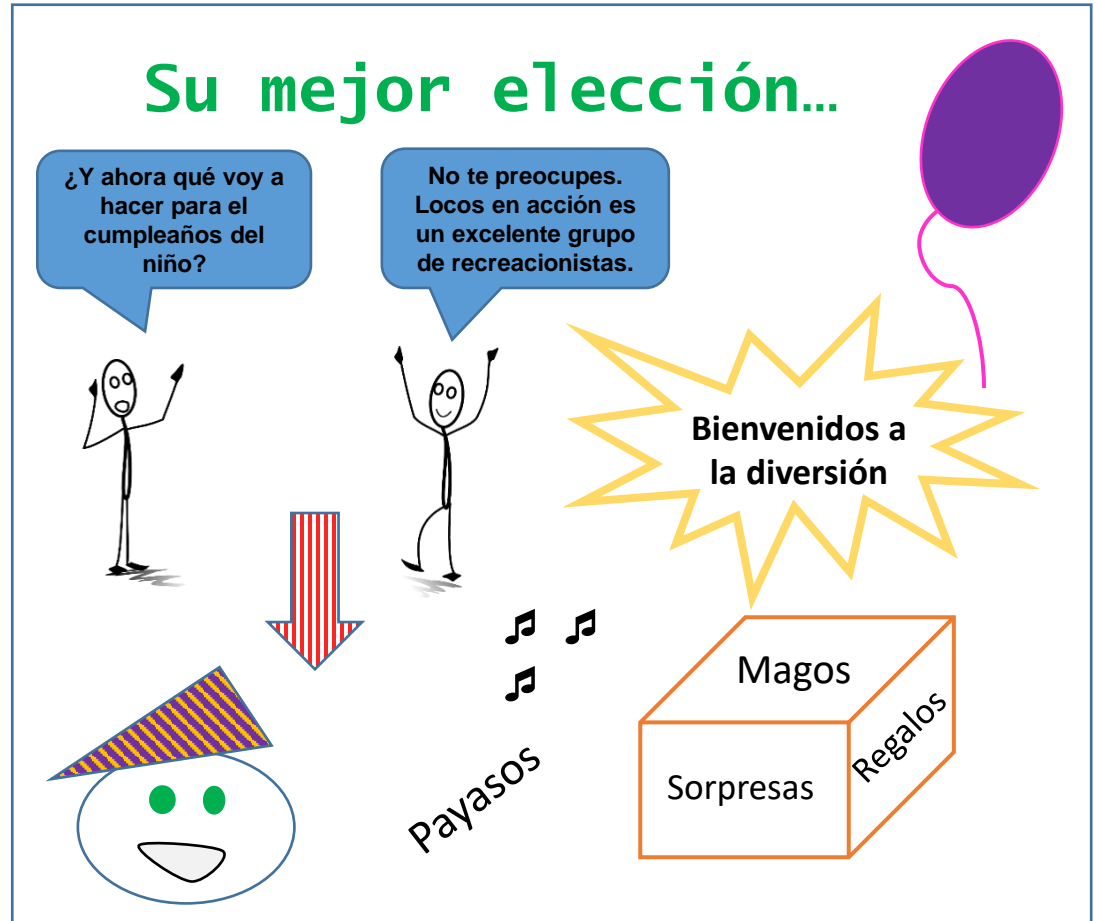 Su mejor elección…
¿Y ahora qué voy a
hacer para el
cumpleaños del
niño?
No te preocupes.
Locos en acción es
un excelente grupo
de recreacionistas.
Bienvenidos a
la diversión
Magos
Regalos
Sorpresas
Payasos